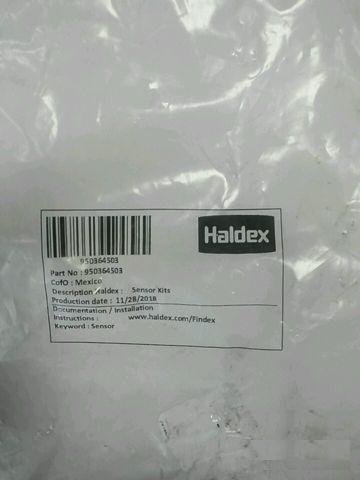 Haldex
950364503
Part No : 950364503
CofO : Mexico
Description Haldex : Sensor Kits
Production date : 11/28/2018
Documentation / Installation
Instructions : www.haldex.com/Findex
Keyword : Sensor